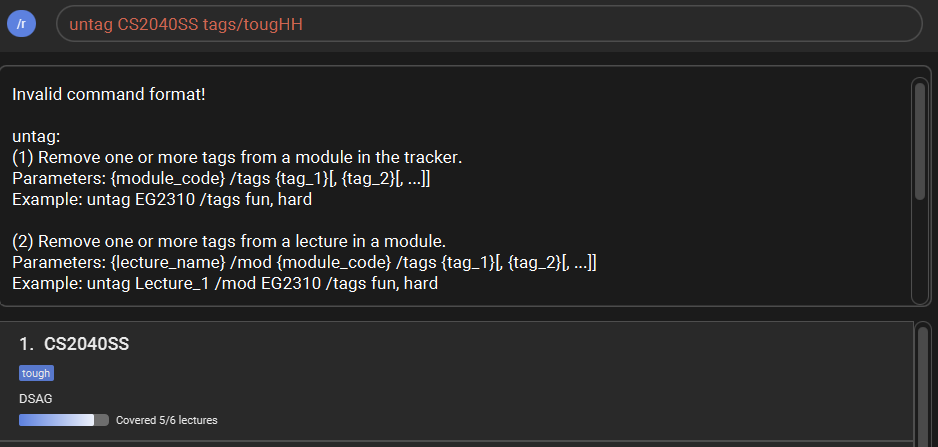 /r
untag CS2040SS tags/tougHH
Invalid command format!
untag:
(1) Remove one or more tags from a module in the tracker.
Parameters: {module_code} /tags {tag_1}[, {tag_2}[, ...]]
Example: untag EG2310 /tags fun, hard
(2) Remove one or more tags from a lecture in a module.
Parameters: {lecture_name} /mod {module_code} /tags {tag_1}[, {tag_2}[, ...]]
Example: untag Lecture_1 /mod EG2310 /tags fun, hard
1. CS2040SS
tough
DSAG
Covered 5/6 lectures